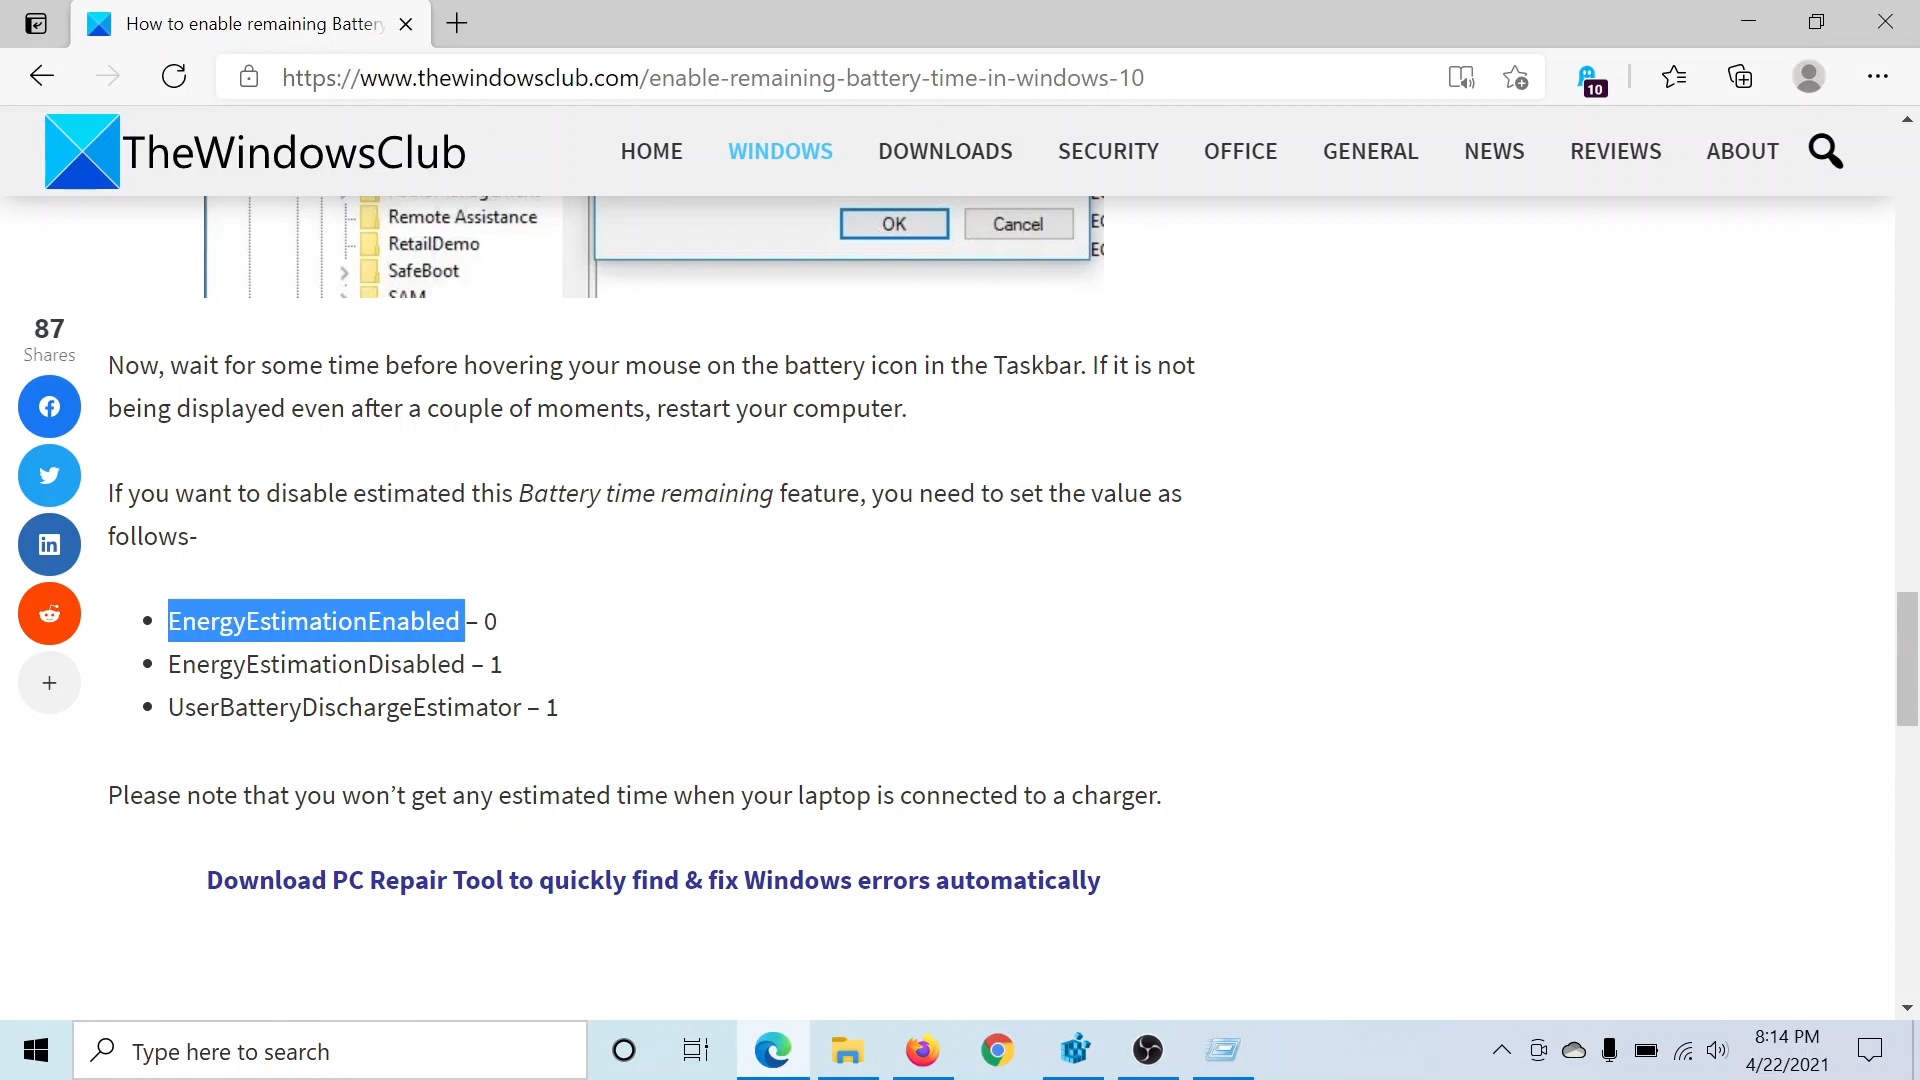 How to enable remaining Battery
https://www.thewindowsclub.com/enable-remaining-battery-time-in-windows-10
10
TheWindowsClub
HOME WINDOWS DOWNLOADS SECURITY OFFICE GENERAL NEWS REVIEWS ABOUT
Remote Assistance
RetailDemo
SafeBoot
SAM
OK Cancel
87
Shares
Now, wait for some time before hovering your mouse on the battery icon in the Taskbar. If it is not
being displayed even after a couple of moments, restart your computer.
If you want to disable estimated this Battery time remaining feature, you need to set the value as
follows-
• EnergyEstimationEnabled – 0
• EnergyEstimationDisabled – 1
• UserBatteryDischargeEstimator – 1
Please note that you won’t get any estimated time when your laptop is connected to a charger.
Download PC Repair Tool to quickly find & fix Windows errors automatically
Type here to search
8:14 PM
4/22/2021